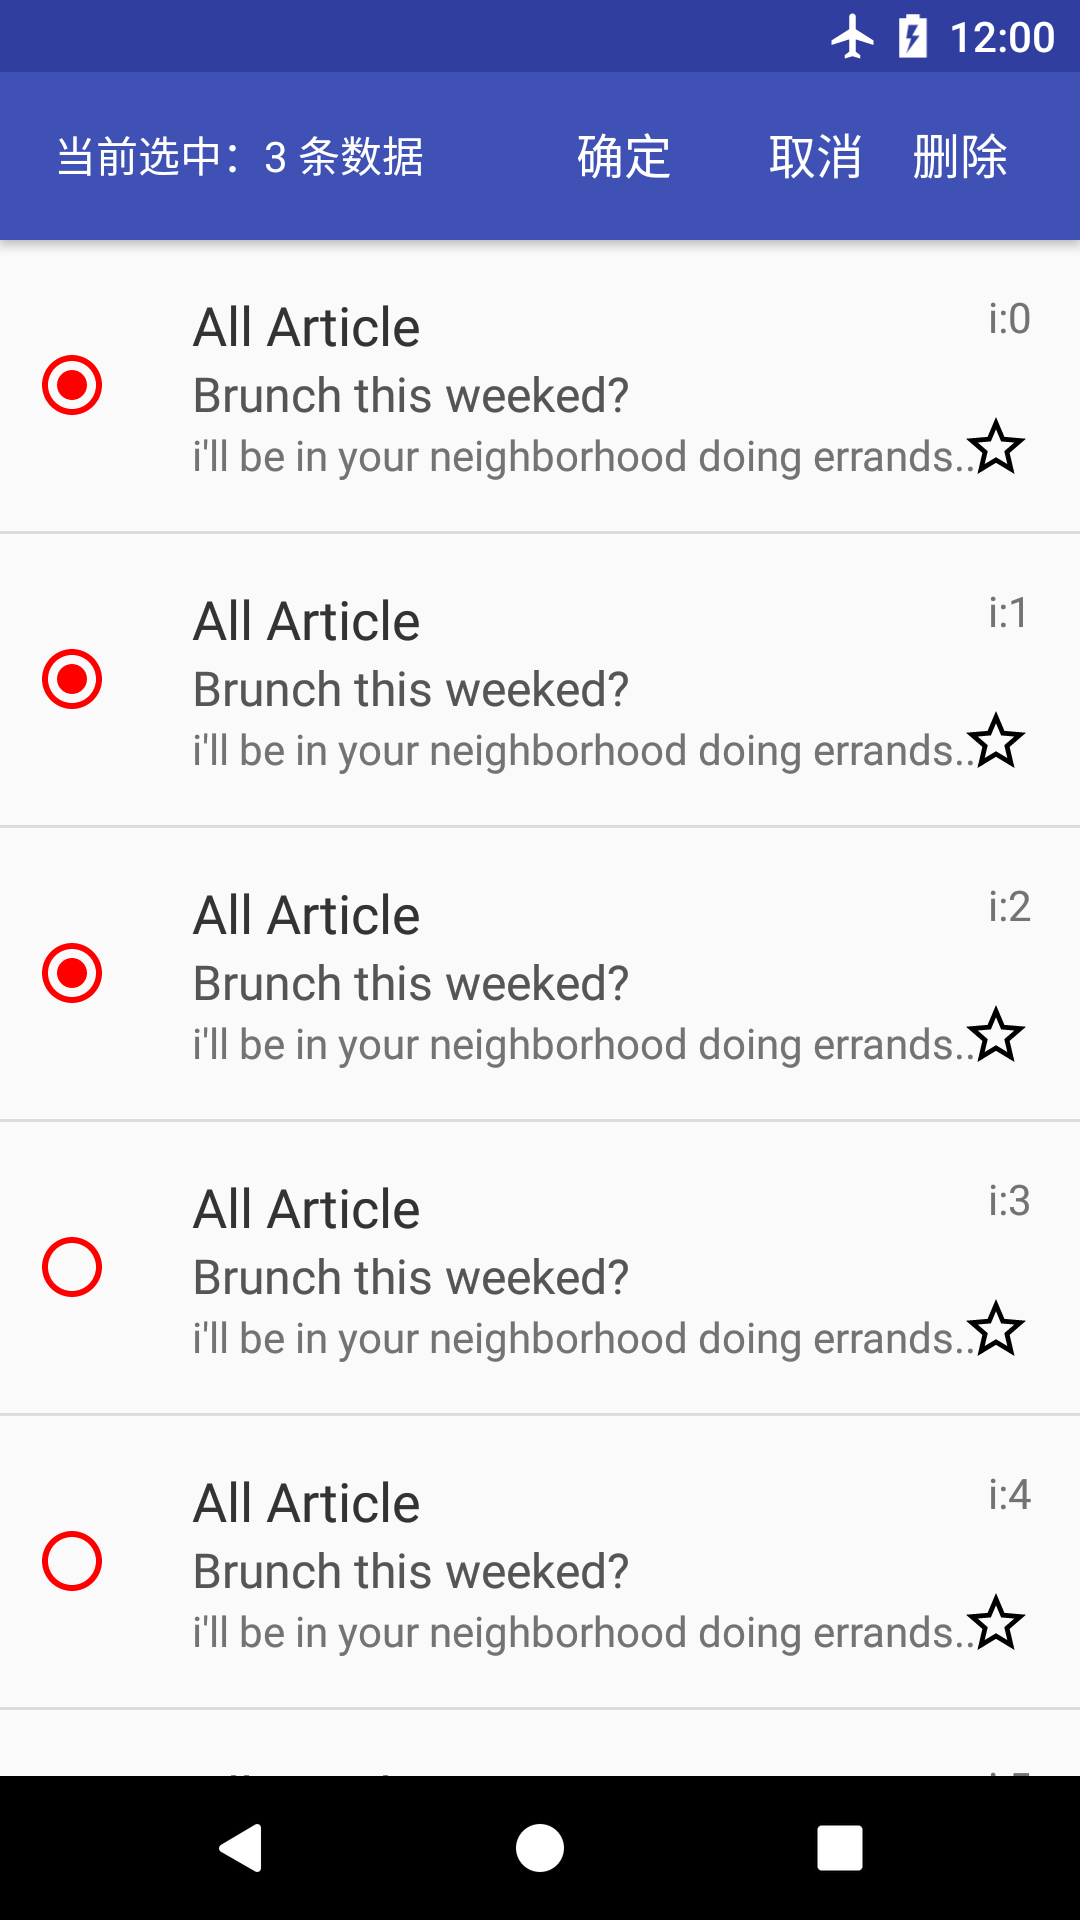 12:00
当前选中：3 条数据 确定 取消 删除
All Article i:0
Brunch this weeked?
i'll be in your neighborhood doing errands..
All Article i:1
Brunch this weeked?
i'll be in your neighborhood doing errands..
All Article i:2
Brunch this weeked?
i'll be in your neighborhood doing errands..
All Article i:3
Brunch this weeked?
i'll be in your neighborhood doing errands..
All Article i:4
Brunch this weeked?
i'll be in your neighborhood doing errands..